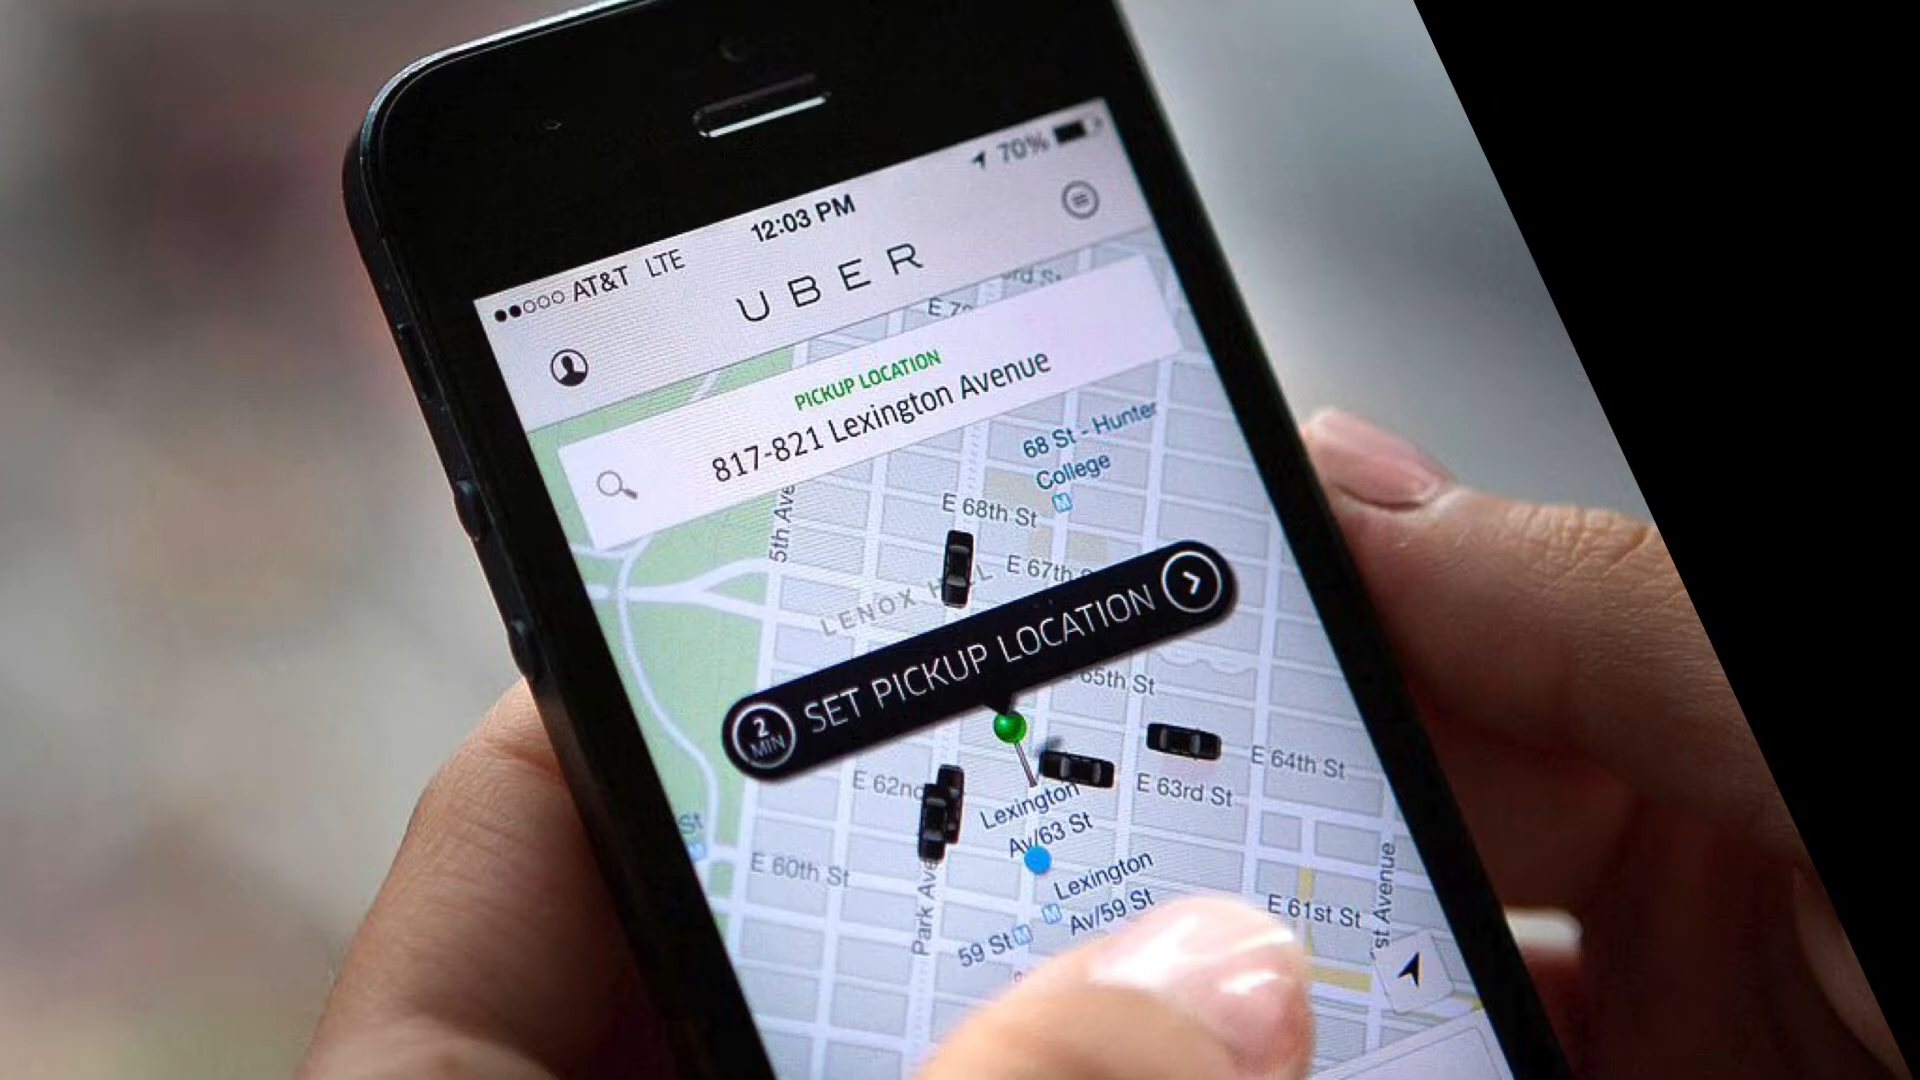 AT&T LTE 12:03 PM 70%
UBER
PICKUP LOCATION
817-821 Lexington Avenue
68 St - Hunter
College
5th Ave
E 68th St
E 67th
LENOX
SET PICKUP LOCATION
2
MIN
65th St
E 64th St
E 63rd St
E 62nd
Lexington
Av/63 St
St
E 60th St
Park Ave
Lexington
Av/59 St
59 St
E 61st St
st Avenue